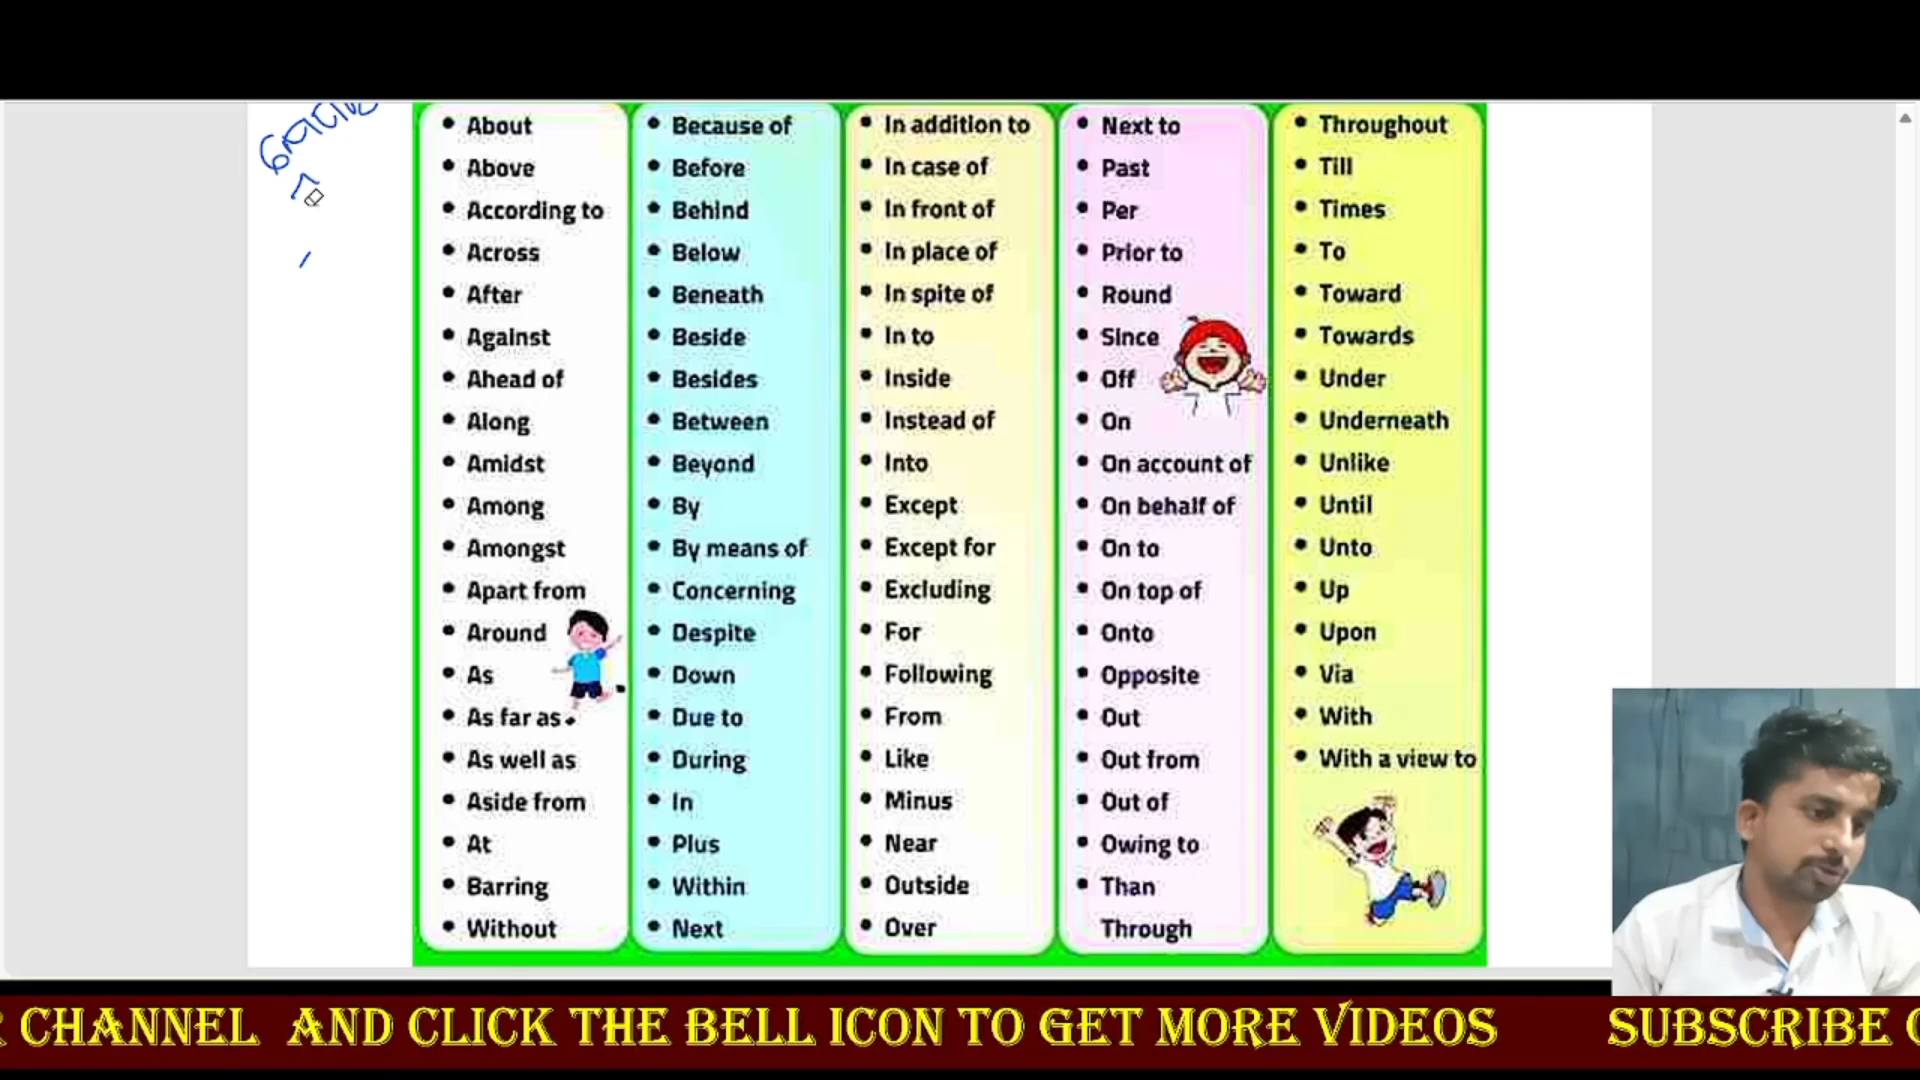 About
Above
According to
Across
After
Against
Ahead of
Along
Amidst
Among
Amongst
Apart from
Around
As
As far as
As well as
Aside from
At
Barring
Without
Because of
Before
Behind
Below
Beneath
Beside
Besides
Between
Beyond
By
By means of
Concerning
Despite
Down
Due to
During
In
Plus
Within
Next
In addition to
In case of
In front of
In place of
In spite of
In to
Inside
Instead of
Into
Except
Except for
Excluding
For
Following
From
Like
Minus
Near
Outside
Over
Next to
Past
Per
Prior to
Round
Since
Off
On
On account of
On behalf of
On to
On top of
Onto
Opposite
Out
Out from
Out of
Owing to
Than
Through
Throughout
Till
Times
To
Toward
Towards
Under
Underneath
Unlike
Until
Unto
Up
Upon
Via
With
With a view to
CHANNEL AND CLICK THE BELL ICON TO GET MORE VIDEOS SUBSCRIBE